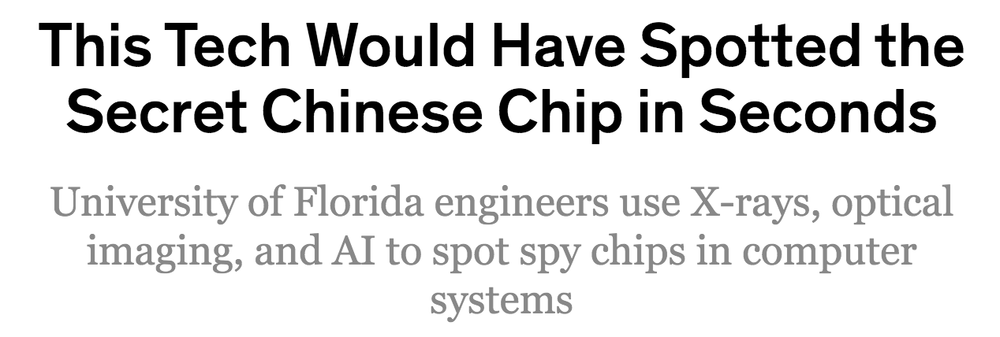 This Tech Would Have Spotted the
Secret Chinese Chip in Seconds
University of Florida engineers use X-rays, optical
imaging, and AI to spot spy chips in computer
systems